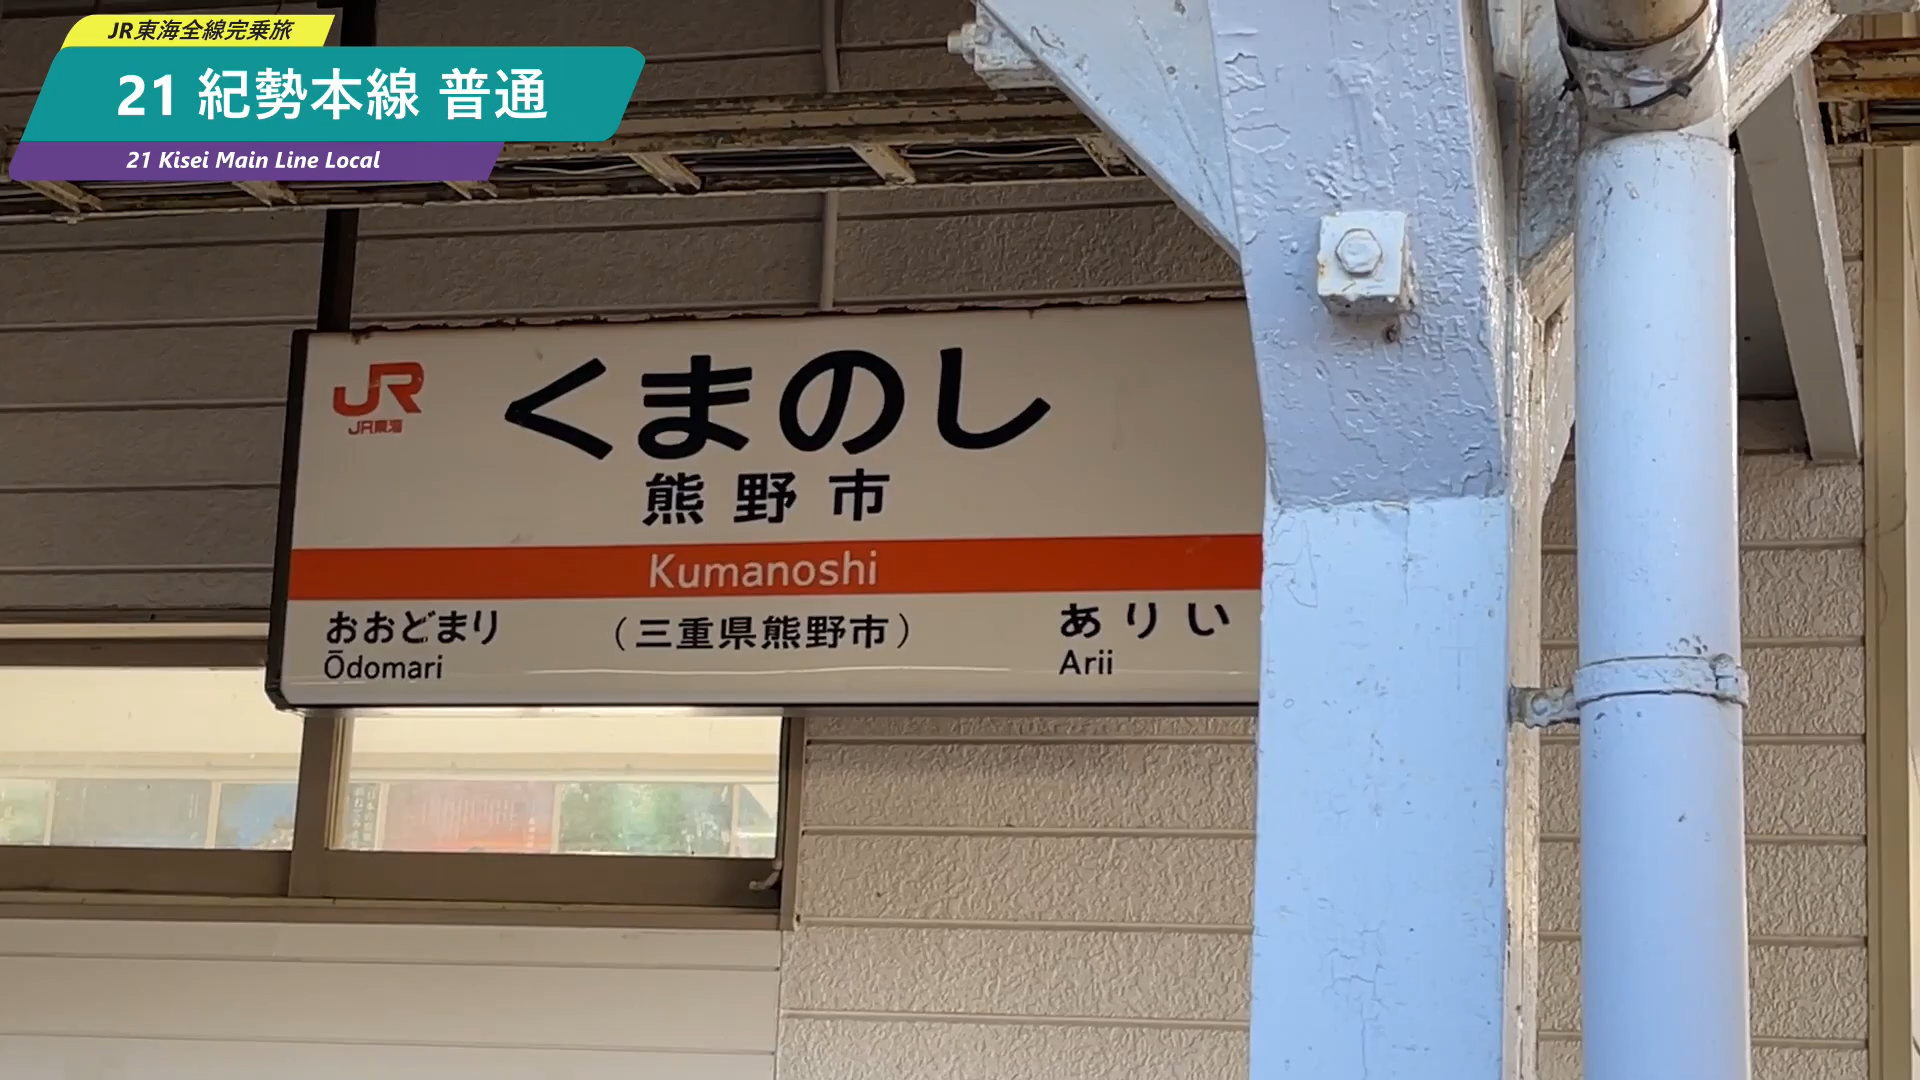 JR東海全線完乗旅
21 紀勢本線 普通
21 Kisei Main Line Local
JR
JR東海
くまのし
熊野市
Kumanoshi
おおどまり
Ōdomari
（三重県熊野市）
ありい
Arii